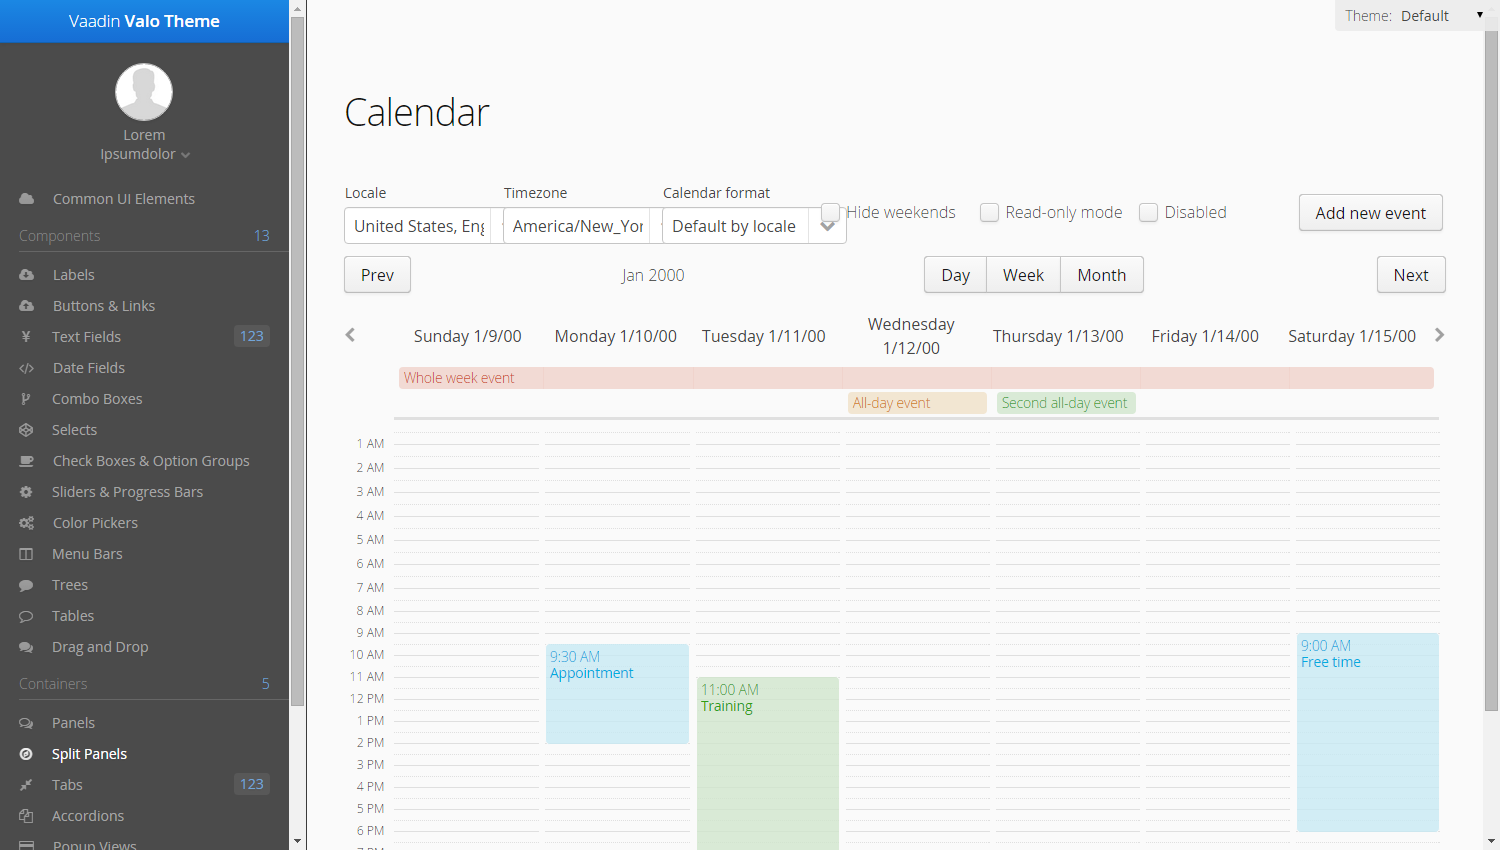 Vaadin Valo Theme
Lorem
Ipsumdolor
Common UI Elements
Components 13
Labels
Buttons & Links
Text Fields 123
Date Fields
Combo Boxes
Selects
Check Boxes & Option Groups
Sliders & Progress Bars
Color Pickers
Menu Bars
Trees
Tables
Drag and Drop
Containers 5
Panels
Split Panels
Tabs 123
Accordions
Popup Views
Theme: Default
Calendar
Locale Timezone Calendar format
United States, Eng America/New_Yor Default by locale Hide weekends Read-only mode Disabled Add new event
Prev Jan 2000 Day Week Month Next
Sunday 1/9/00 Monday 1/10/00 Tuesday 1/11/00 Wednesday 1/12/00 Thursday 1/13/00 Friday 1/14/00 Saturday 1/15/00
Whole week event
All-day event Second all-day event
1 AM
2 AM
3 AM
4 AM
5 AM
6 AM
7 AM
8 AM
9 AM
10 AM
11 AM
12 PM
1 PM
2 PM
3 PM
4 PM
5 PM
6 PM
9:30 AM
Appointment
11:00 AM
Training
9:00 AM
Free time